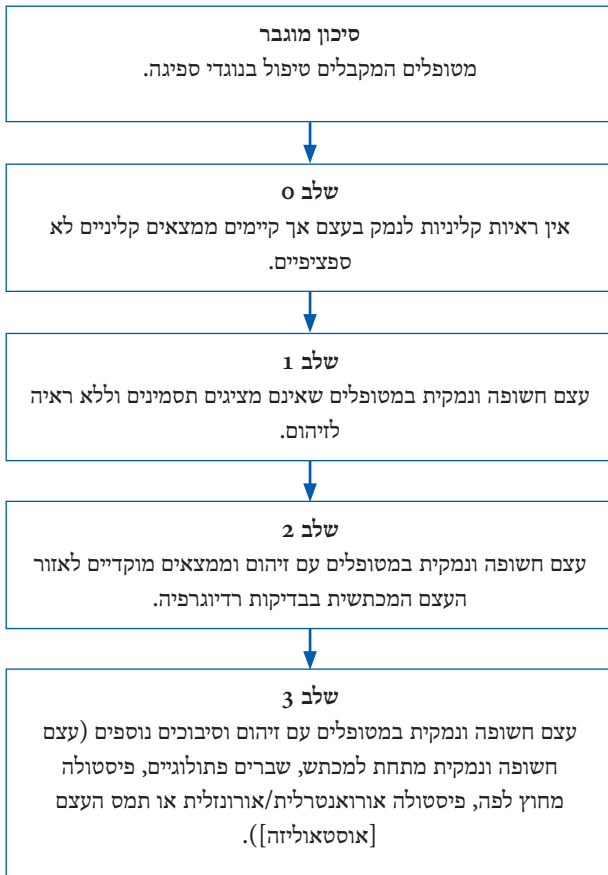 סיכון מוגבר
מטופלים המקבלים טיפול בנוגדי ספיגה.
שלב 0
אין ראיות קליניות לנמק בעצם אך קיימים ממצאים קליניים לא
ספציפיים.
שלב 1
עצם חשופה ונמקית במטופלים שאינם מציגים תסמינים וללא ראיה
לזיהום.
שלב 2
עצם חשופה ונמקית במטופלים עם זיהום וממצאים מוקדיים לאזור
העצם המכתשית בבדיקות רדיוגרפיה.
שלב 3
עצם חשופה ונמקית במטופלים עם זיהום וסיבוכים נוספים (עצם
חשופה ונמקית מתחת למכתש, שברים פתולוגיים, פיסטולה
מחוץ לפה, פיסטולה אורואנטרלית/אורונזלית או תמס העצם
[אוסטאוליזה]).